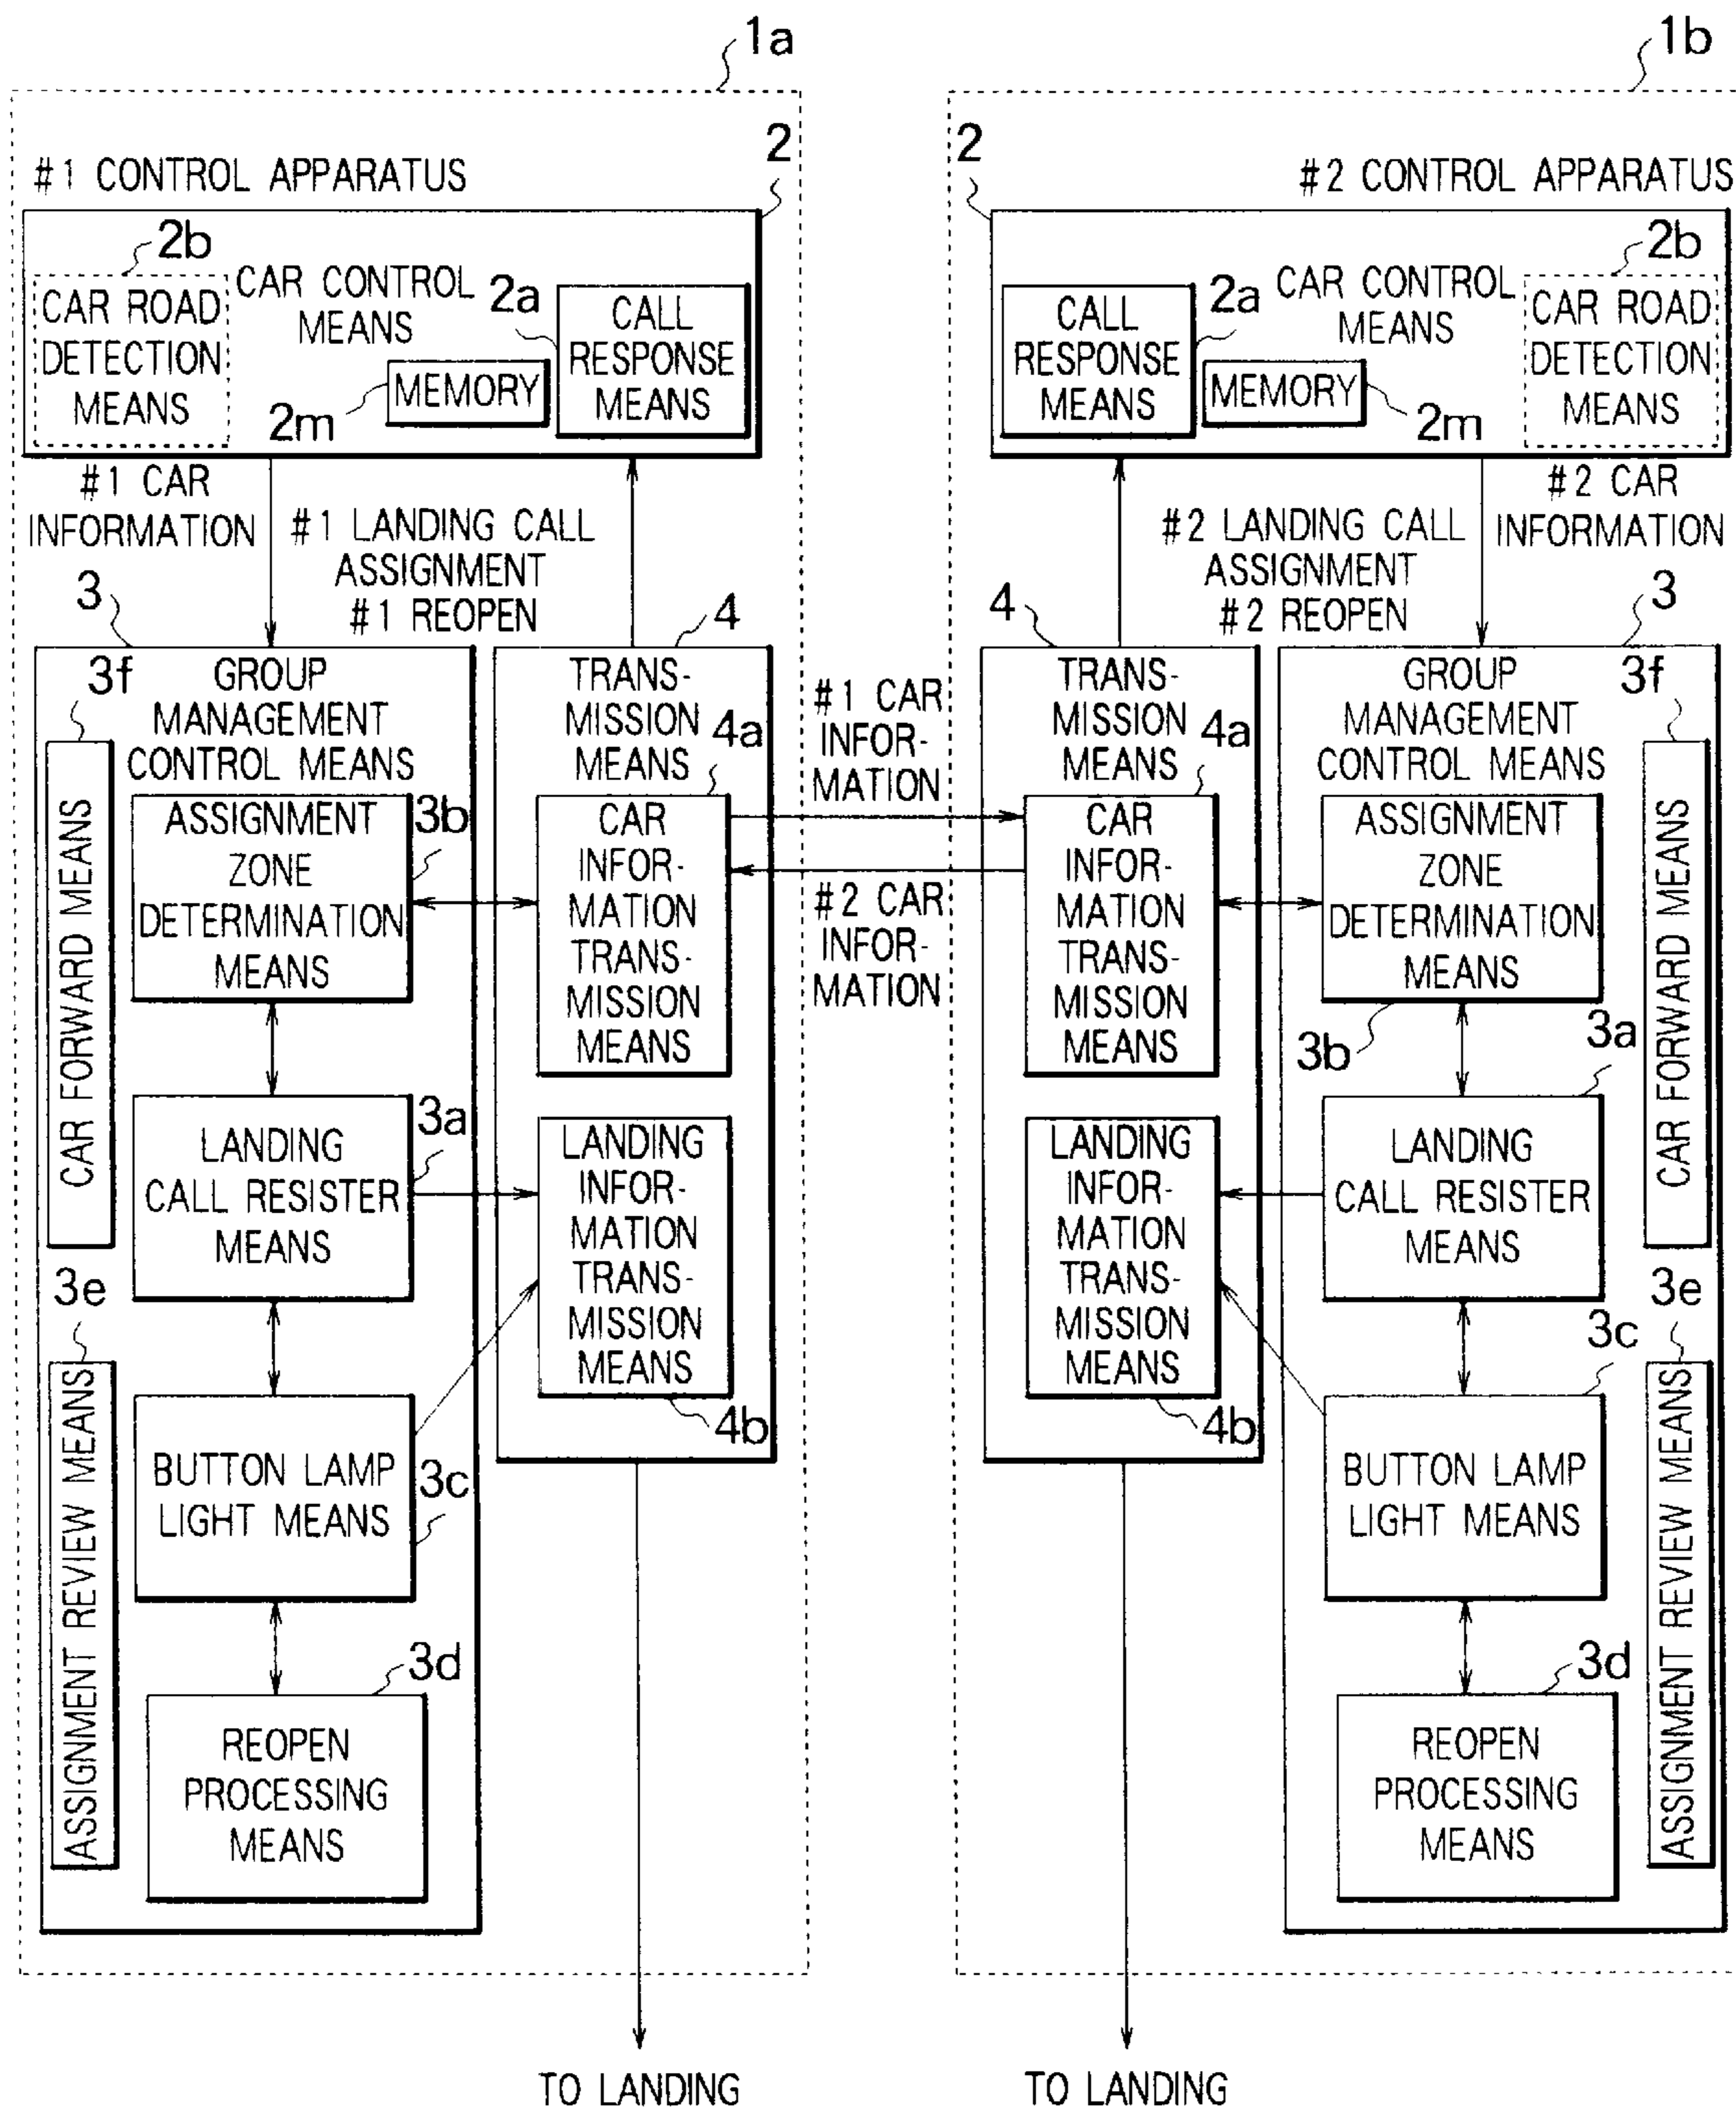 1a
1b
2
2
#1 CONTROL APPARATUS
#2 CONTROL APPARATUS
2b
CAR ROAD
DETECTION
MEANS
CAR CONTROL
MEANS
2a
CALL
RESPONSE
MEANS
MEMORY
2m
CALL
RESPONSE
MEANS
2a
CAR CONTROL
MEANS
MEMORY
2m
2b
CAR ROAD
DETECTION
MEANS
#1 CAR
INFORMATION
#1 LANDING CALL
ASSIGNMENT
#1 REOPEN
#2 LANDING CALL
ASSIGNMENT
#2 REOPEN
#2 CAR
INFORMATION
3
4
4
3
3f
GROUP
MANAGEMENT
CONTROL MEANS
CAR FORWARD MEANS
ASSIGNMENT
ZONE
DETERMINATION
MEANS
3b
LANDING
CALL RESISTER
MEANS
3a
3e
ASSIGNMENT REVIEW MEANS
BUTTON LAMP
LIGHT MEANS
3c
3d
REOPEN
PROCESSING
MEANS
TRANS-
MISSION
MEANS
4a
CAR
INFOR-
MATION
TRANS-
MISSION
MEANS
LANDING
INFOR-
MATION
TRANS-
MISSION
MEANS
4b
#1 CAR
INFOR-
MATION
#2 CAR
INFOR-
MATION
TRANS-
MISSION
MEANS
4a
CAR
INFOR-
MATION
TRANS-
MISSION
MEANS
LANDING
INFOR-
MATION
TRANS-
MISSION
MEANS
4b
GROUP
MANAGEMENT
CONTROL MEANS
3f
CAR FORWARD MEANS
ASSIGNMENT
ZONE
DETERMINATION
MEANS
3b
3a
LANDING
CALL RESISTER
MEANS
3e
ASSIGNMENT REVIEW MEANS
3c
BUTTON LAMP
LIGHT MEANS
3d
REOPEN
PROCESSING
MEANS
TO LANDING
TO LANDING